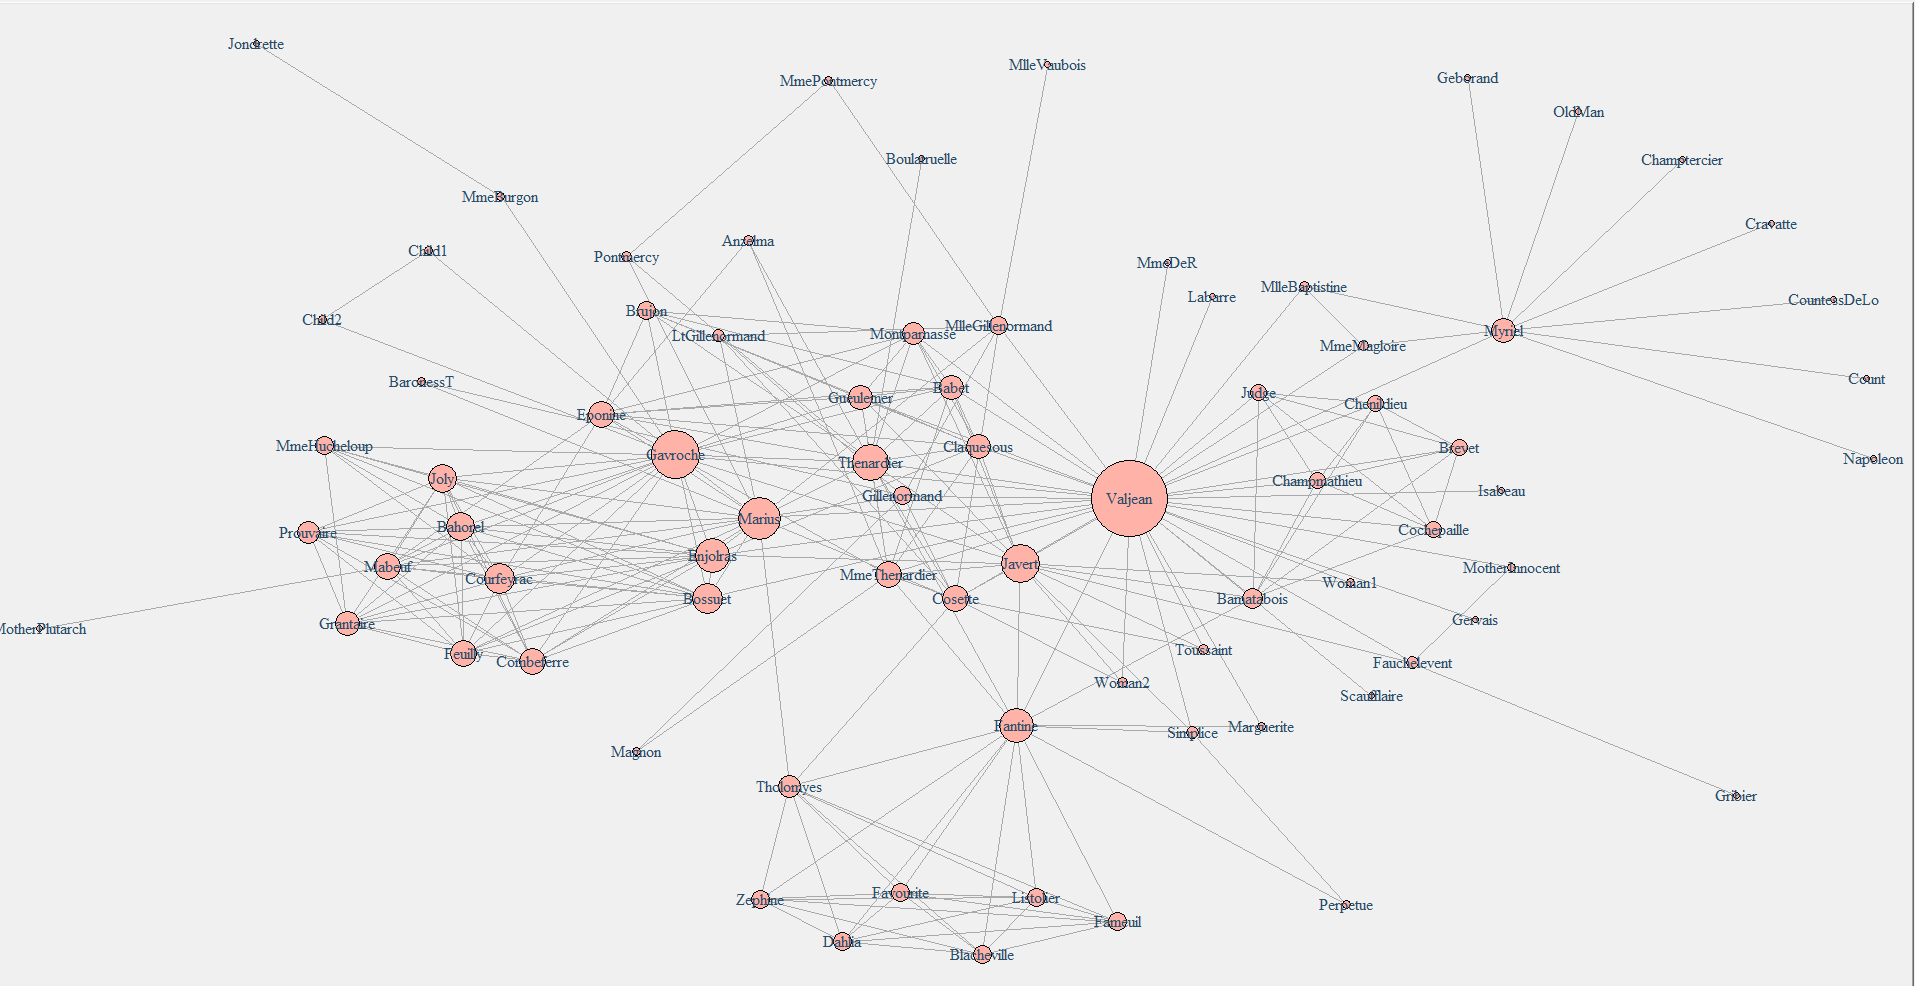 Jondrette
MlleVaubois
Geborand
MmePontmercy
OldMan
Boulatruelle
Champtercier
MmeBurgon
Cravatte
Anzelma
Child1
Pontmercy
MmeDeR
MlleBaptistine
Labarre
CountessDeLo
Brujon
Child2
MlleGillenormand
LtGillenormand
Montparnasse
Myriel
MmeMagloire
BaronessT
Count
Babet
Judge
Gueulemer
Chenildieu
Eponine
MmeHucheloup
Claquesous
Brevet
Gavroche
Thenardier
Napoleon
Joly
Champmathieu
Isabeau
Gillenormand
Valjean
Marius
Bahorel
Prouvaire
Cochepaille
Enjolras
Javert
Mabeuf
MotherInnocent
MmeThenardier
Courfeyrac
Woman1
Bossuet
Cosette
Bamatabois
Grantaire
Gervais
MotherPlutarch
Toussaint
Feuilly
Combeferre
Fauchelevent
Woman2
Scaufflaire
Fantine
Marguerite
Simplice
Magnon
Tholomyes
Gribier
Favourite
Zephine
Listolier
Perpetue
Fameuil
Dahlia
Blacheville